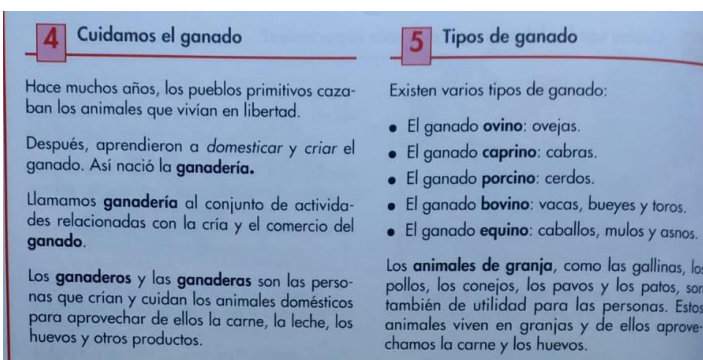 4 Cuidamos el ganado
Hace muchos años, los pueblos primitivos caza-
ban los animales que vivían en libertad.
Después, aprendieron a domesticar y criar el
ganado. Así nació la ganadería.
Llamamos ganadería al conjunto de activida-
des relacionadas con la cría y el comercio del
ganado.
Los ganaderos y las ganaderas son las perso-
nas que crían y cuidan los animales domésticos
para aprovechar de ellos la carne, la leche, los
huevos y otros productos.
5 Tipos de ganado
Existen varios tipos de ganado:
• El ganado ovino: ovejas.
• El ganado caprino: cabras.
• El ganado porcino: cerdos.
• El ganado bovino: vacas, bueyes y toros.
• El ganado equino: caballos, mulos y asnos.
Los animales de granja, como las gallinas, los
pollos, los conejos, los pavos y los patos, son
también de utilidad para las personas. Estos
animales viven en granjas y de ellos aprove-
chamos la carne y los huevos.